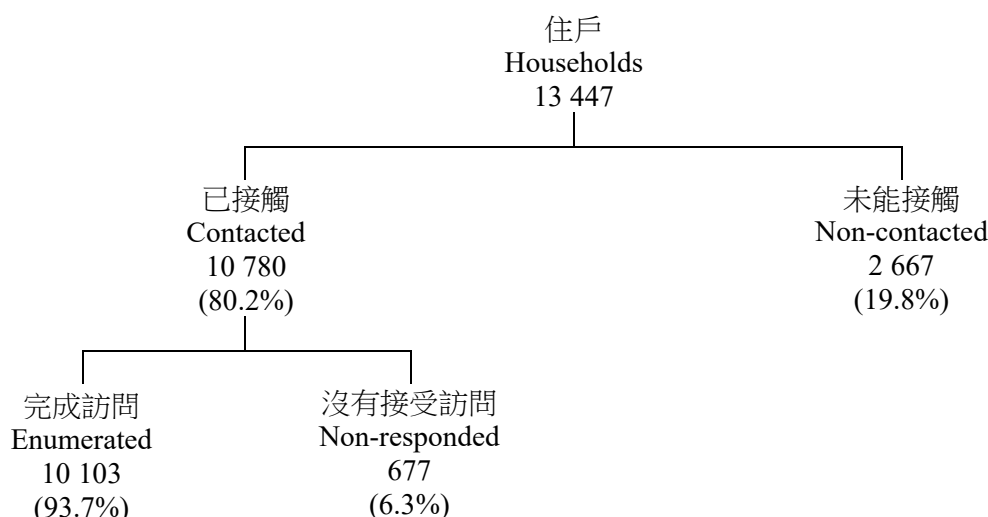 住戶
Households
13 447
已接觸
Contacted
10 780
(80.2%)
未能接觸
Non-contacted
2 667
(19.8%)
完成訪問
Enumerated
10 103
(93.7%)
沒有接受訪問
Non-responded
677
(6.3%)